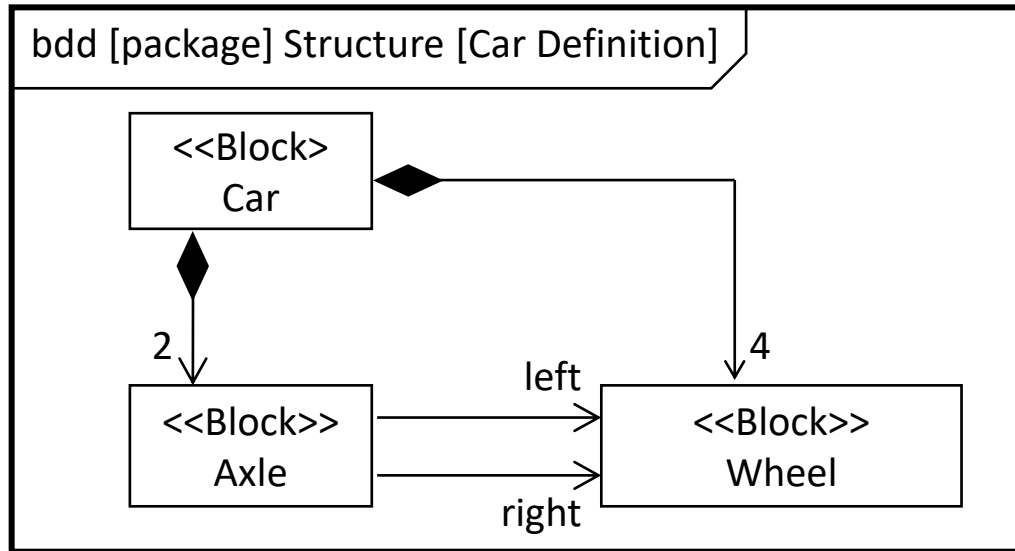 bdd [package] Structure [Car Definition]
<<Block>
Car
2
4
left
<<Block>>
Axle
<<Block>>
Wheel
right